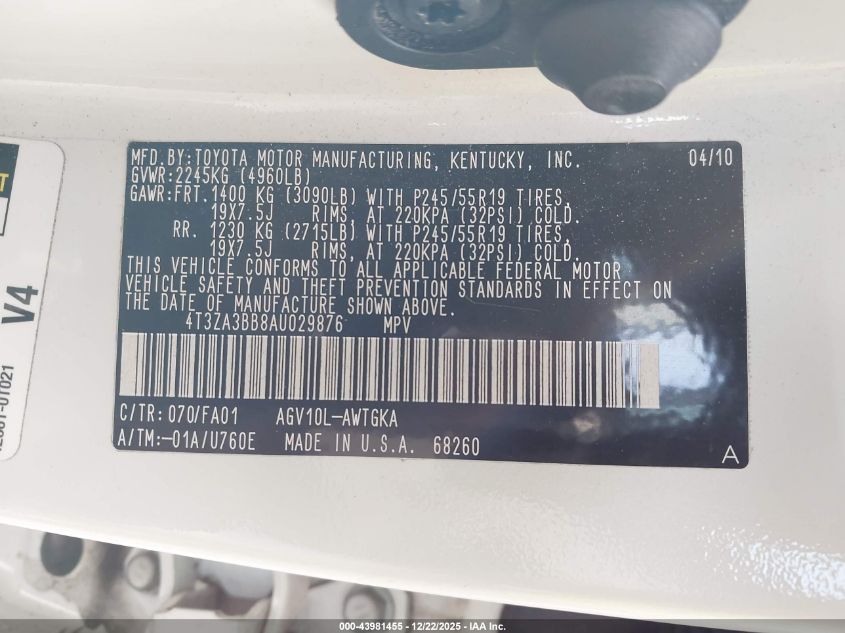 MFD.BY:TOYOTA MOTOR MANUFACTURING, KENTUCKY, INC. 04/10
GVWR:2245KG (4960LB)
GAWR:FRT.1400 KG (3090LB) WITH P245/55R19 TIRES,
19X7.5J RIMS, AT 220KPA (32PSI) COLD.
RR. 1230 KG (2715LB) WITH P245/55R19 TIRES,
19X7.5J RIMS, AT 220KPA (32PSI) COLD.
THIS VEHICLE CONFORMS TO ALL APPLICABLE FEDERAL MOTOR
VEHICLE SAFETY AND THEFT PREVENTION STANDARDS IN EFFECT ON
THE DATE OF MANUFACTURE SHOWN ABOVE.
4T3ZA3BB8AU029876 MPV
C/TR:070/FA01 AGV10L-AWTGKA
A/TM:-01A/U760E MADE IN U.S.A. 68260
A
V4
000-43981455 - 12/22/2025 - IAA Inc.